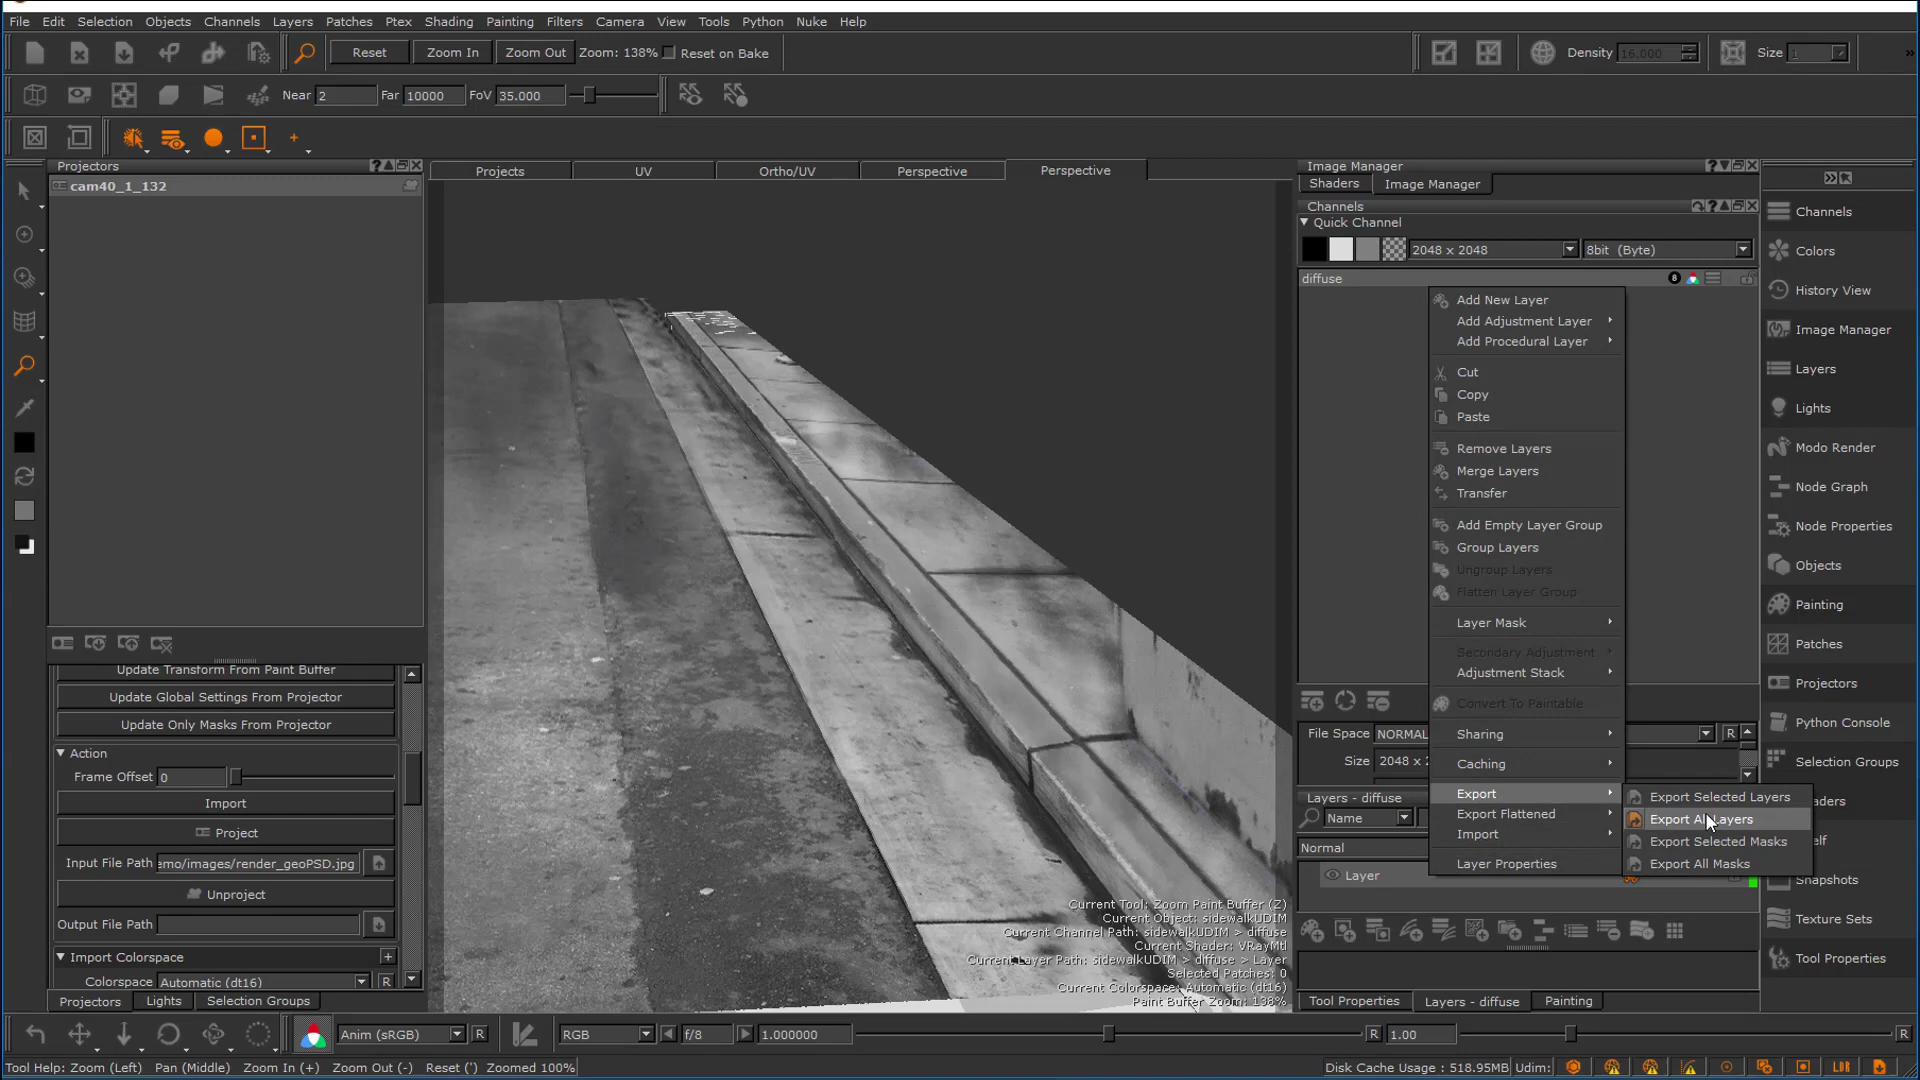 File Edit Selection Objects Channels Layers Patches Ptex Shading Painting Filters Camera View Tools Python Nuke Help
Reset Zoom In Zoom Out Zoom: 138% Reset on Bake Density 16.000 Size 1 »
Near 2 Far 10000 FoV 35.000
Projectors
cam40_1_132
Update Transform From Paint Buffer
Update Global Settings From Projector
Update Only Masks From Projector
Action
Frame Offset 0
Import
Project
Input File Path emo/images/render_geoPSD.jpg
Unproject
Output File Path
Import Colorspace +
Colorspace Automatic (dt16) R
Projectors Lights Selection Groups
Projects UV Ortho/UV Perspective Perspective
Current Tool: Zoom Paint Buffer (Z)
Current Object: sidewalkUDIM
Current Channel Path: sidewalkUDIM > diffuse
Current Shader: VRayMtl
Current Layer Path: sidewalkUDIM > diffuse > Layer
Selected Patches: 0
Current Colorspace: Automatic (dt16)
Paint Buffer Zoom: 138%
Image Manager
Shaders Image Manager
Channels
Quick Channel
2048 x 2048 8bit (Byte)
diffuse 8
Add New Layer
Add Adjustment Layer
Add Procedural Layer
Cut
Copy
Paste
Remove Layers
Merge Layers
Transfer
Add Empty Layer Group
Group Layers
Ungroup Layers
Flatten Layer Group
Layer Mask
Secondary Adjustment
Adjustment Stack
Convert To Paintable
Sharing
Caching
Export
Export Flattened
Import
Layer Properties
Export Selected Layers
Export All Layers
Export Selected Masks
Export All Masks
File Space NORMAL R
Size 2048 x 2
Layers - diffuse
Name
Normal
Layer
Tool Properties Layers - diffuse Painting
Channels
Colors
History View
Image Manager
Layers
Lights
Modo Render
Node Graph
Node Properties
Objects
Painting
Patches
Projectors
Python Console
Selection Groups
aders
elf
Snapshots
Texture Sets
Tool Properties
Anim (sRGB) R RGB f/8 1.000000 R 1.00 R
Tool Help: Zoom (Left) Pan (Middle) Zoom In (+) Zoom Out (-) Reset (') Zoomed 100% Disk Cache Usage : 518.95MB Udim: LDR